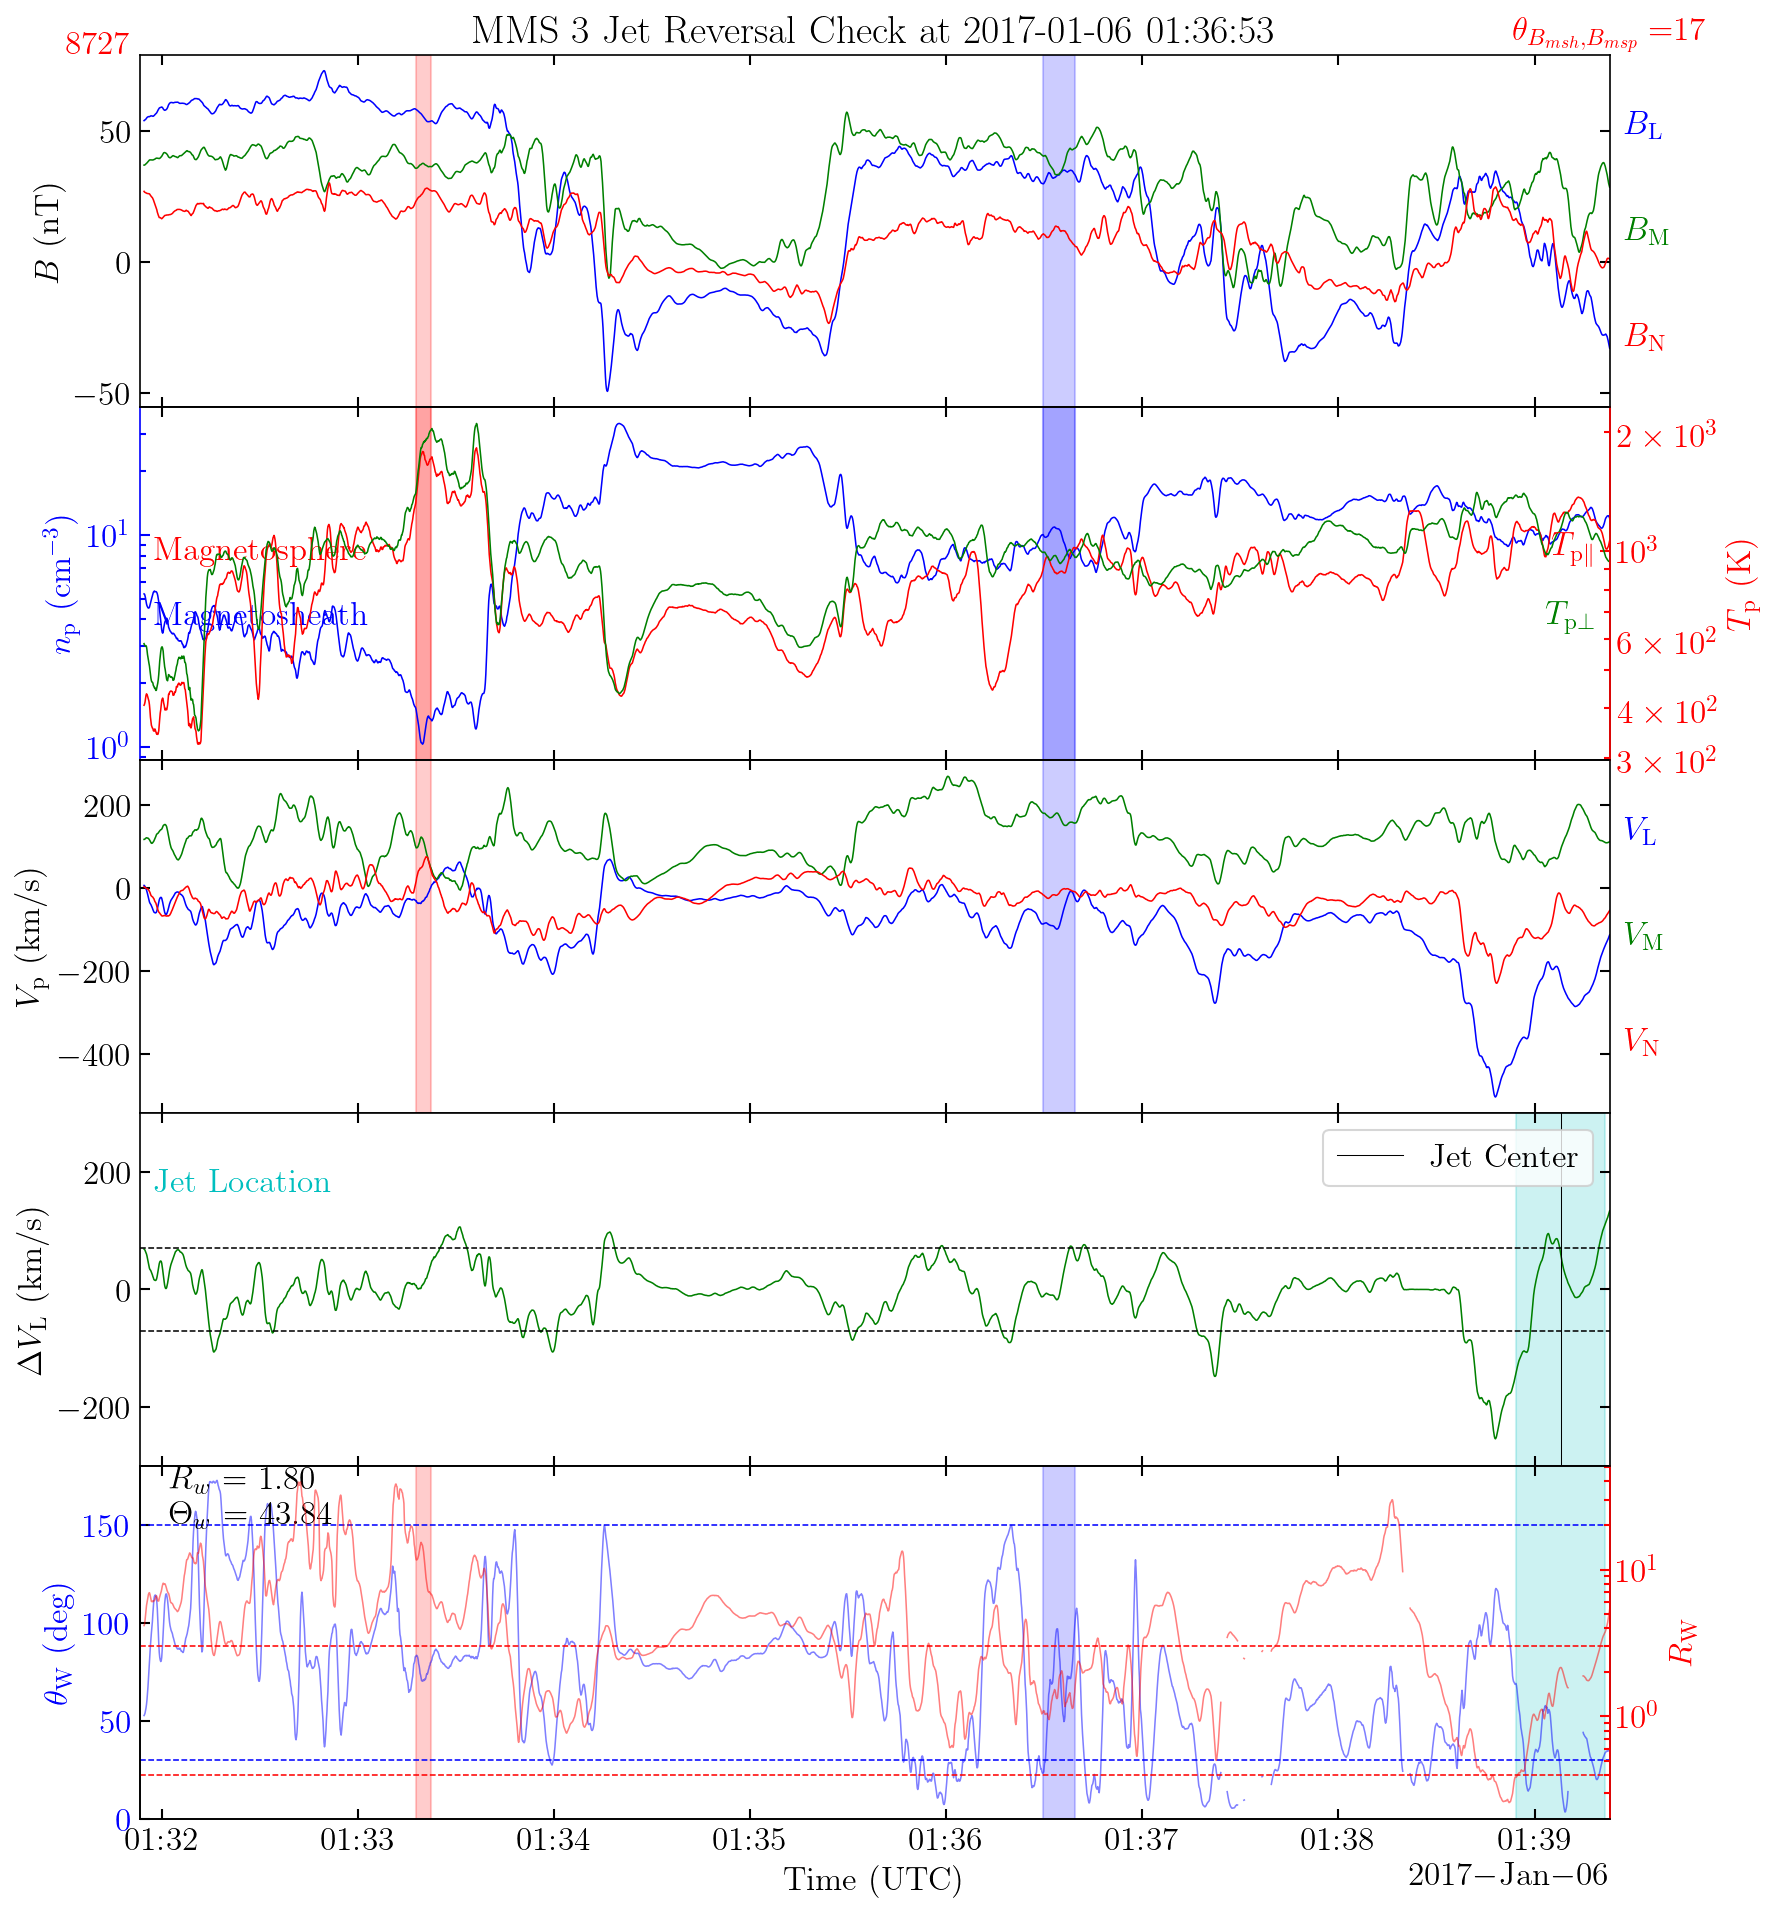 MMS 3 Jet Reversal Check at 2017-01-06 01:36:53
8727
θ_{B_{msh},B_{msp}} =17
50
0
−50
B (nT)
B_L
B_M
B_N
10^1
10^0
n_p (cm^{−3})
Magnetosphere
Magnetosheath
T_{p∥}
T_{p⊥}
2 × 10^3
10^3
6 × 10^2
4 × 10^2
3 × 10^2
T_p (K)
200
0
−200
−400
V_p (km/s)
V_L
V_M
V_N
200
0
−200
ΔV_L (km/s)
Jet Location
Jet Center
R_w = 1.80
Θ_w = 43.84
150
100
50
0
θ_W (deg)
10^1
10^0
R_W
01:32 01:33 01:34 01:35 01:36 01:37 01:38 01:39
Time (UTC)
2017−Jan−06